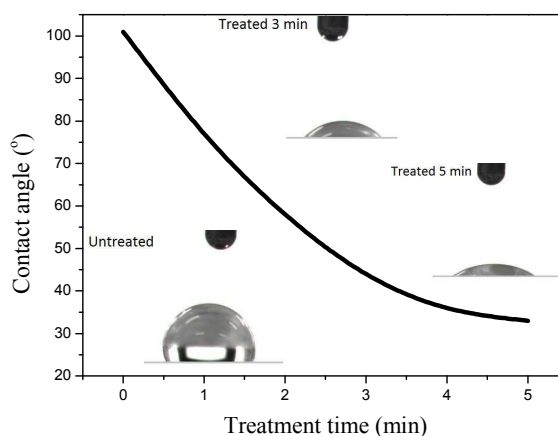 Treated 3 min
100
90
80
70
60
50
40
30
20
Contact angle (°)
Treated 5 min
Untreated
0 1 2 3 4 5
Treatment time (min)